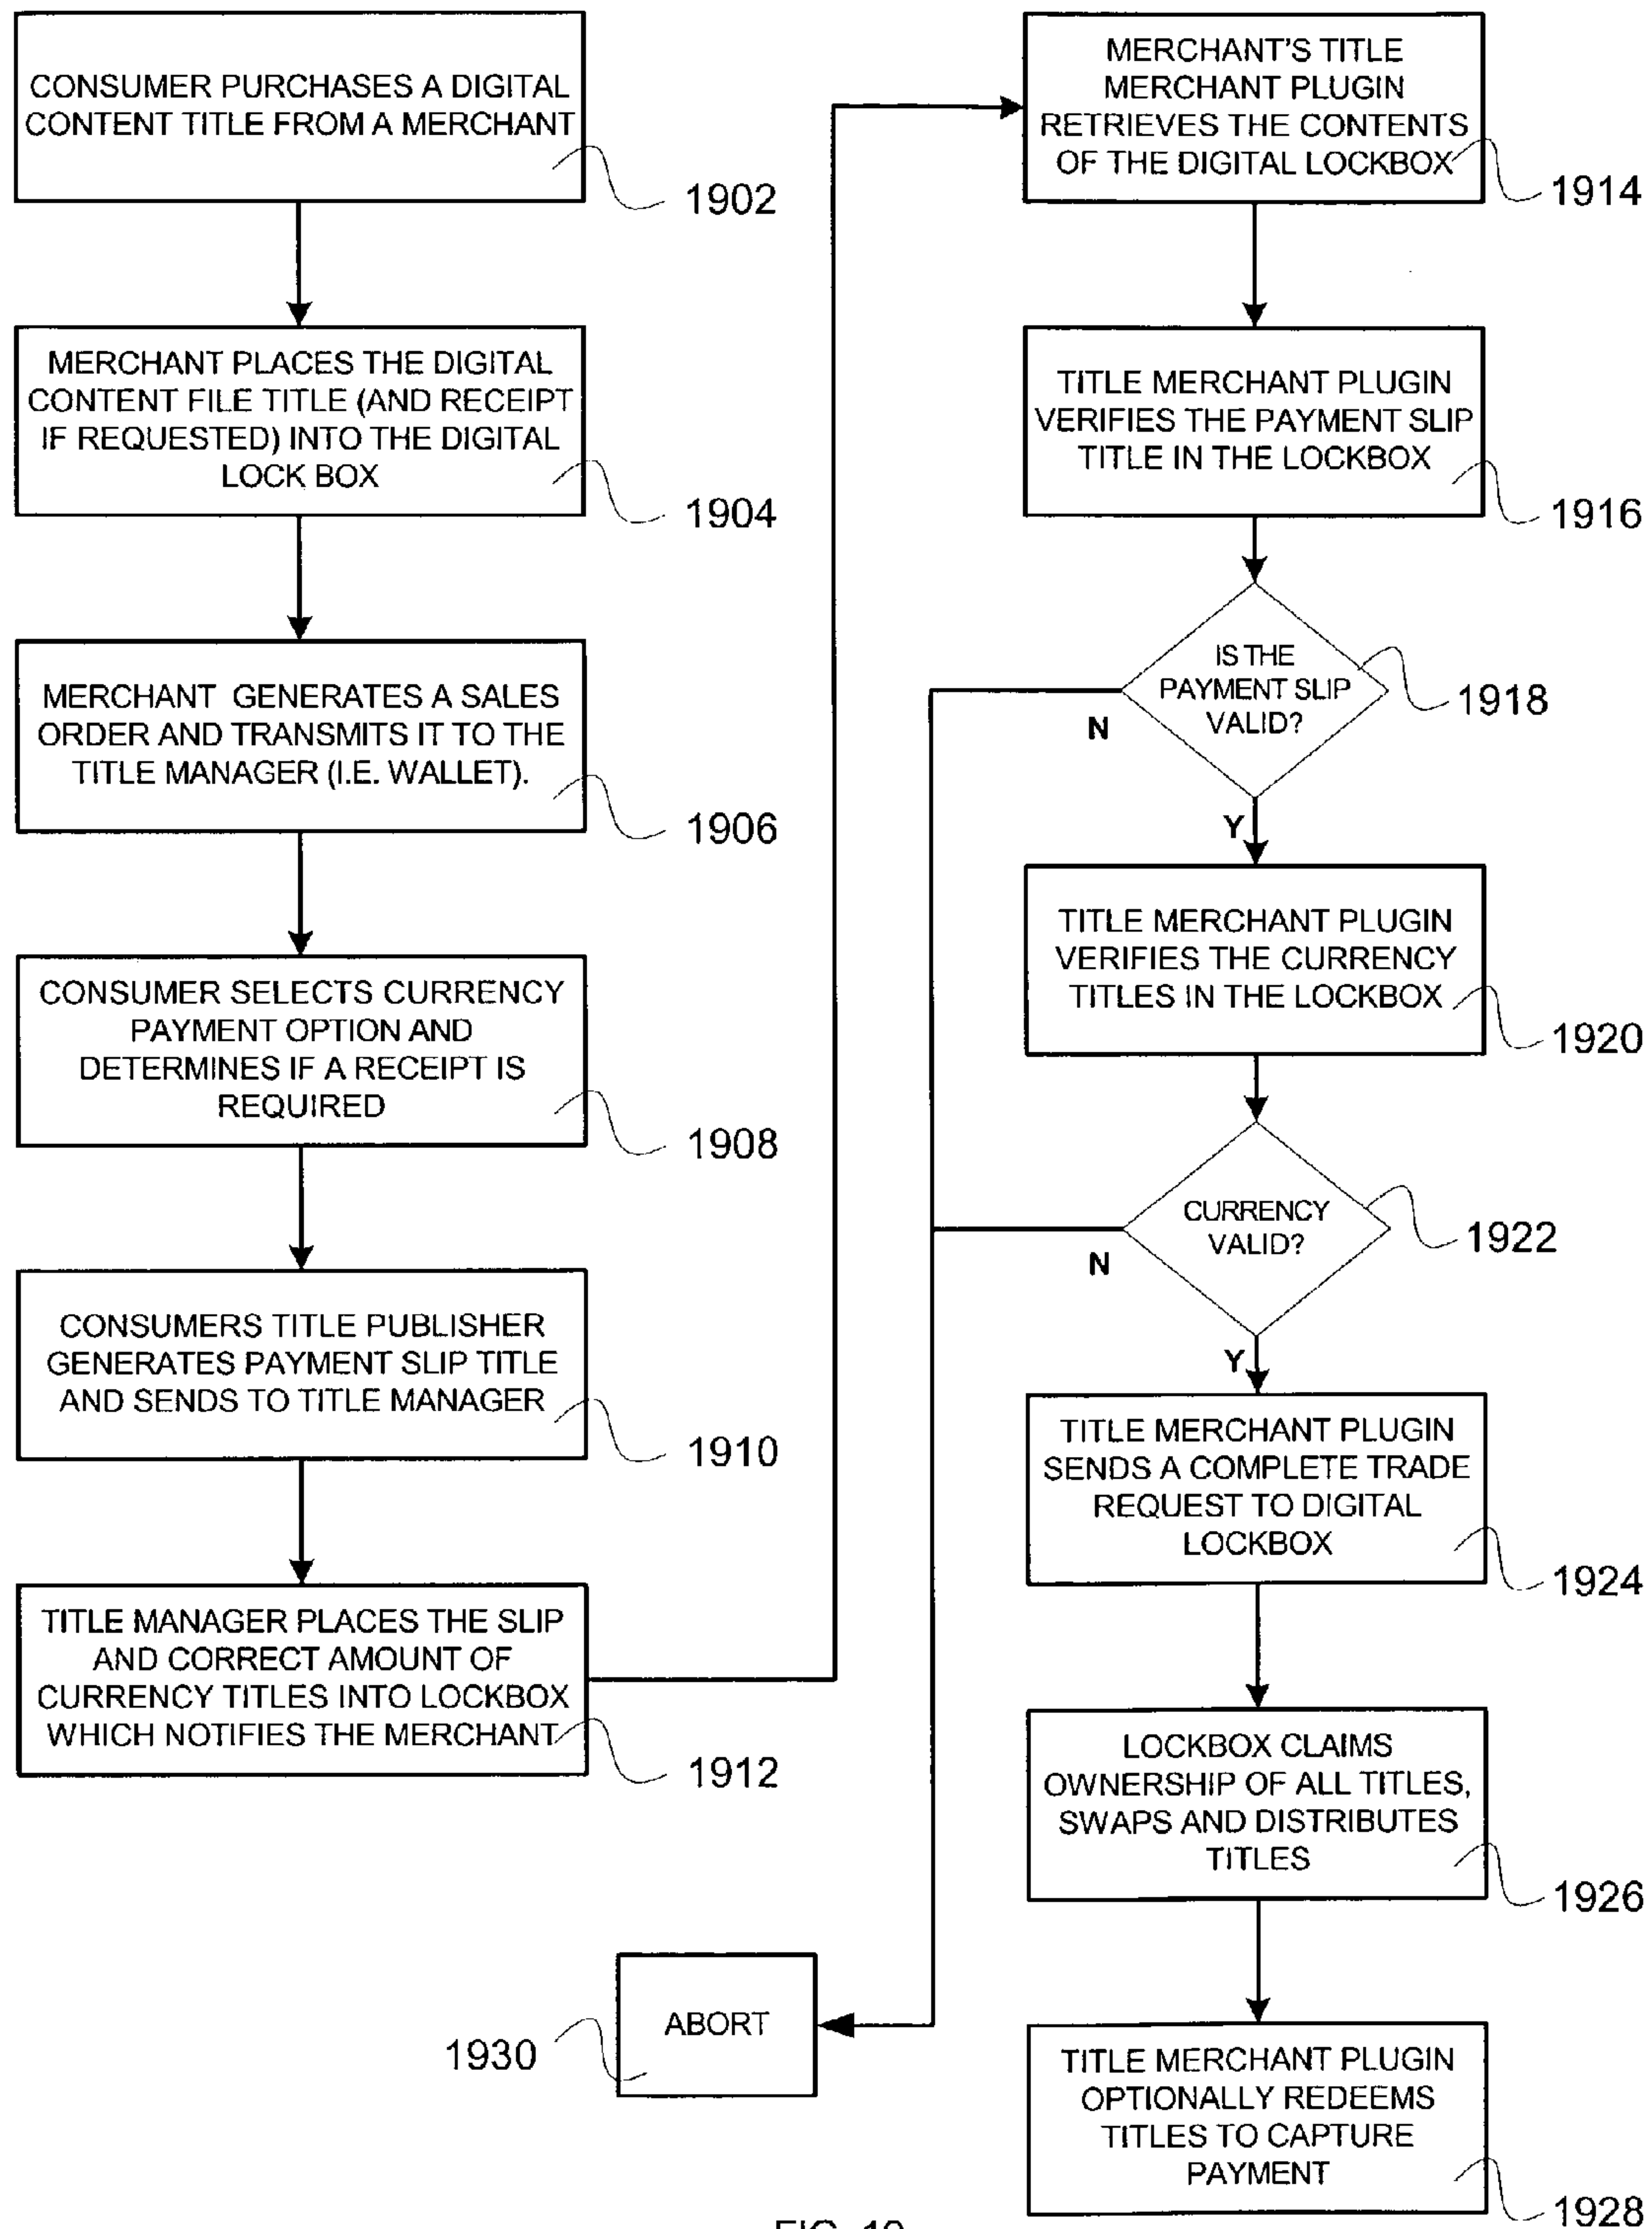 CONSUMER PURCHASES A DIGITAL
CONTENT TITLE FROM A MERCHANT
1902
MERCHANT PLACES THE DIGITAL
CONTENT FILE TITLE (AND RECEIPT
IF REQUESTED) INTO THE DIGITAL
LOCK BOX
1904
MERCHANT GENERATES A SALES
ORDER AND TRANSMITS IT TO THE
TITLE MANAGER (I.E. WALLET).
1906
CONSUMER SELECTS CURRENCY
PAYMENT OPTION AND
DETERMINES IF A RECEIPT IS
REQUIRED
1908
CONSUMERS TITLE PUBLISHER
GENERATES PAYMENT SLIP TITLE
AND SENDS TO TITLE MANAGER
1910
TITLE MANAGER PLACES THE SLIP
AND CORRECT AMOUNT OF
CURRENCY TITLES INTO LOCKBOX
WHICH NOTIFIES THE MERCHANT
1912
MERCHANT'S TITLE
MERCHANT PLUGIN
RETRIEVES THE CONTENTS
OF THE DIGITAL LOCKBOX
1914
TITLE MERCHANT PLUGIN
VERIFIES THE PAYMENT SLIP
TITLE IN THE LOCKBOX
1916
IS THE
PAYMENT SLIP
VALID?
1918
N
Y
TITLE MERCHANT PLUGIN
VERIFIES THE CURRENCY
TITLES IN THE LOCKBOX
1920
CURRENCY
VALID?
1922
N
Y
TITLE MERCHANT PLUGIN
SENDS A COMPLETE TRADE
REQUEST TO DIGITAL
LOCKBOX
1924
LOCKBOX CLAIMS
OWNERSHIP OF ALL TITLES,
SWAPS AND DISTRIBUTES
TITLES
1926
ABORT
1930
TITLE MERCHANT PLUGIN
OPTIONALLY REDEEMS
TITLES TO CAPTURE
PAYMENT
1928